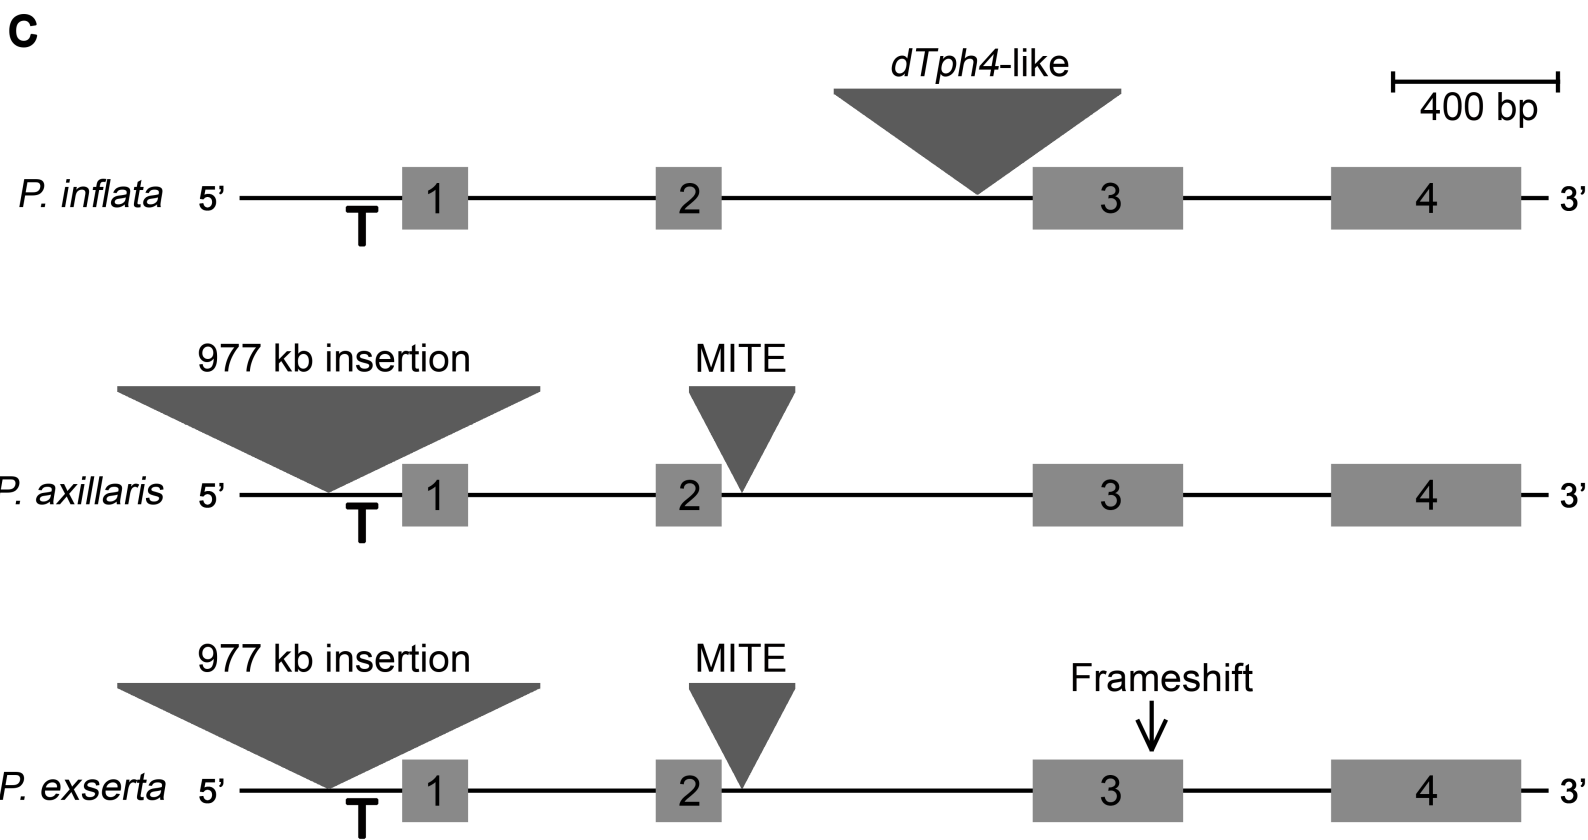 C
dTph4-like
400 bp
P. inflata 5’ 1 2 3 4 3’
T
977 kb insertion MITE
P. axillaris 5’ 1 2 3 4 3’
T
977 kb insertion MITE Frameshift
P. exserta 5’ 1 2 3 4 3’
T